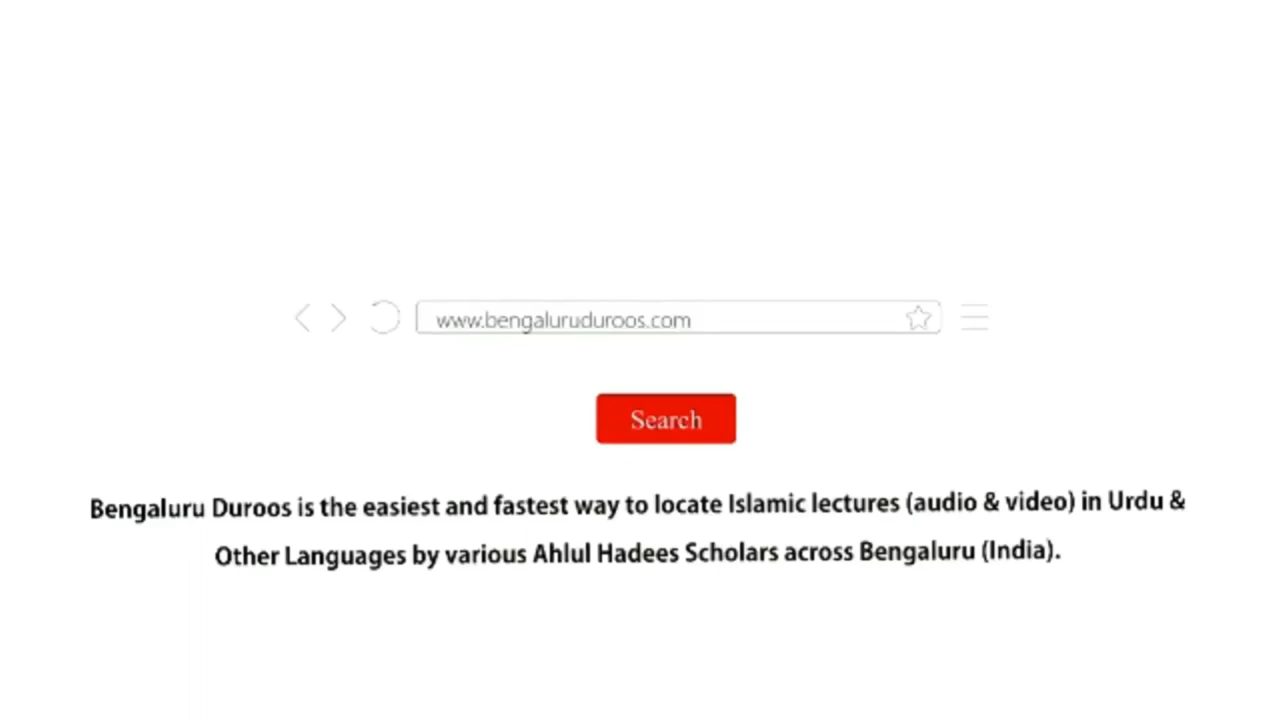 www.bengaluruduroos.com
Search
Bengaluru Duroos is the easiest and fastest way to locate Islamic lectures (audio & video) in Urdu &
Other Languages by various Ahlul Hadees Scholars across Bengaluru (India).